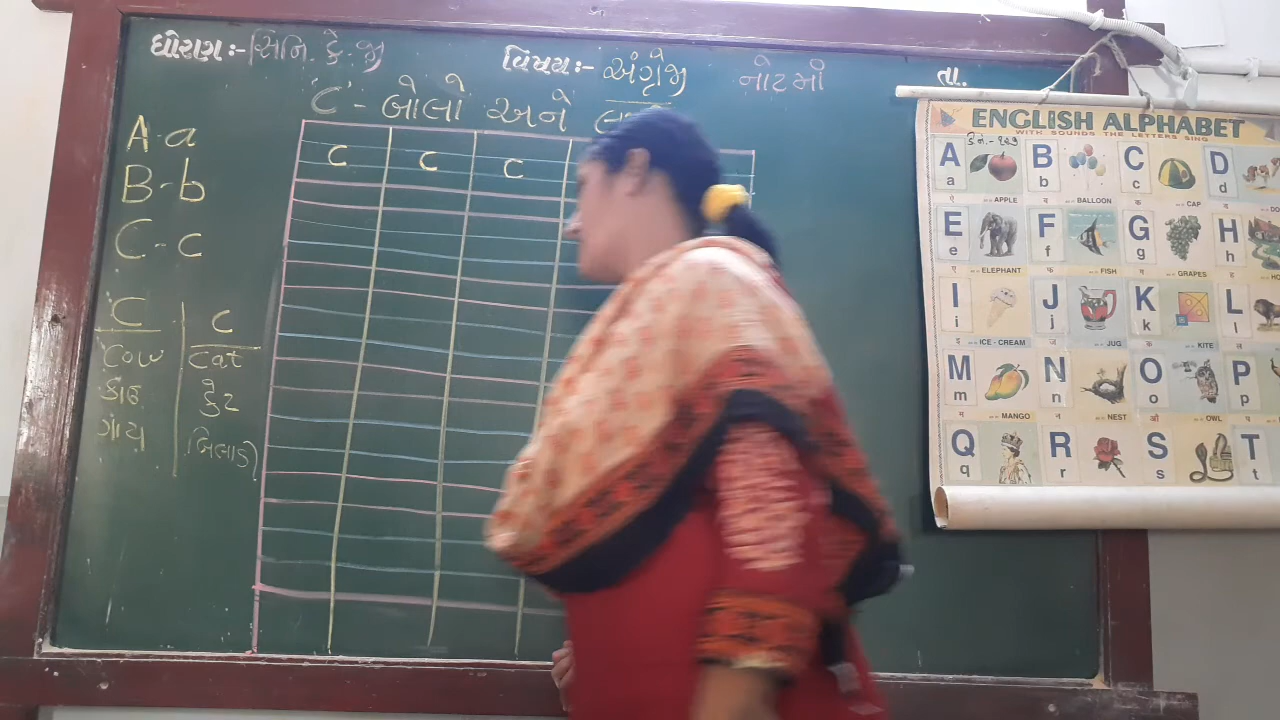 ધોરણ:- સિનિ. કે. જી
વિષય:- અંગ્રેજી
નોટમાં
તા.
'C' - બોલો અને
A - a
B - b
C - c
c c c
C
cow
કાઉ
ગાય
c
cat
કેટ
બિલાડી
ENGLISH ALPHABET
WITH SOUNDS THE LETTERS SING
A B C D
a b c d
APPLE BALLOON CAP
E F G H
e f g h
ELEPHANT FISH GRAPES
I J K L
i j k l
ICE-CREAM JUG KITE
M N O P
m n o p
MANGO NEST OWL
Q R S T
q r s t